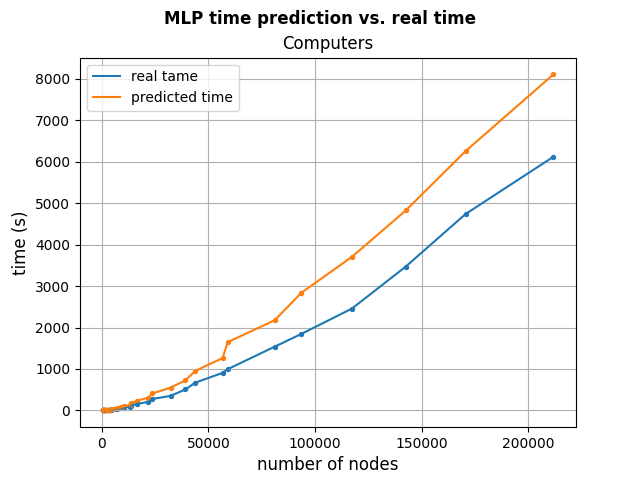 MLP time prediction vs. real time
Computers
real tame
predicted time
8000
7000
6000
5000
4000
3000
2000
1000
0
time (s)
0 50000 100000 150000 200000
number of nodes